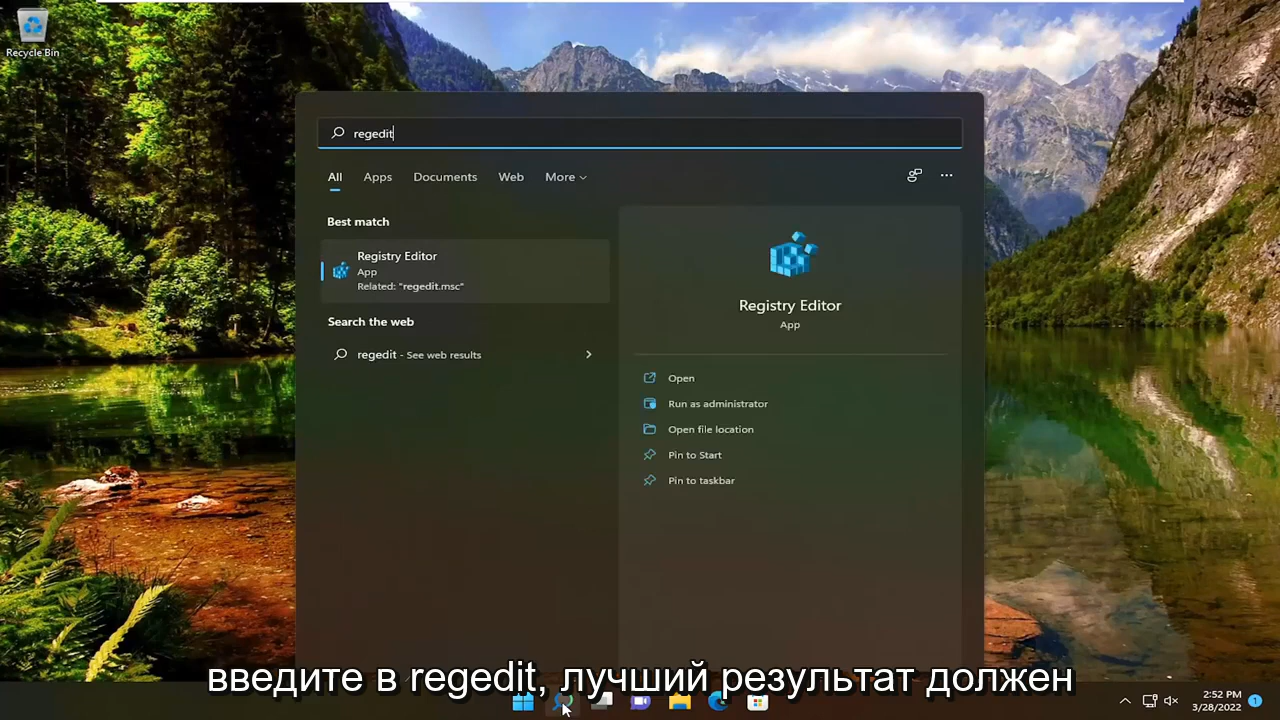 Recycle Bin
regedit
All Apps Documents Web More
Best match
Registry Editor
App
Related: "regedit.msc"
Search the web
regedit - See web results
Registry Editor
App
Open
Run as administrator
Open file location
Pin to Start
Pin to taskbar
введите в regedit, лучший результат должен
2:52 PM
3/28/2022
1